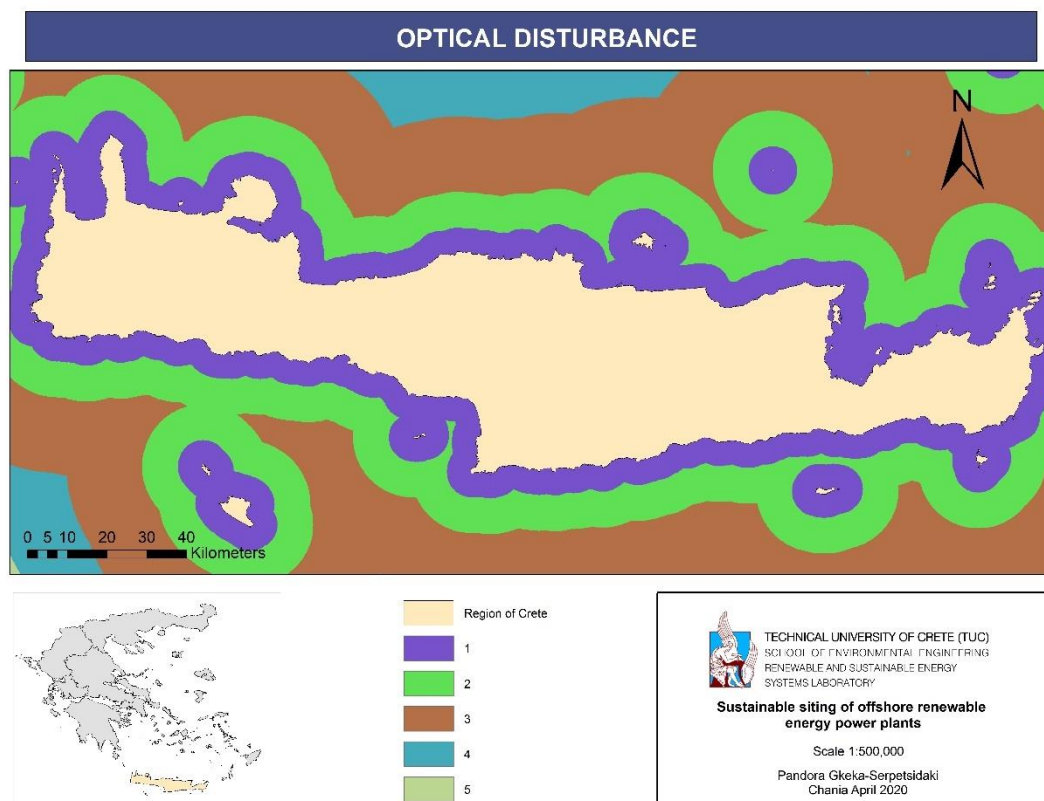 OPTICAL DISTURBANCE
N
0 5 10 20 30 40
Kilometers
Region of Crete
1
2
3
4
5
TECHNICAL UNIVERSITY OF CRETE (TUC)
SCHOOL OF ENVIRONMENTAL ENGINEERING
RENEWABLE AND SUSTAINABLE ENERGY
SYSTEMS LABORATORY
Sustainable siting of offshore renewable
energy power plants
Scale 1:500,000
Pandora Gkeka-Serpetsidaki
Chania April 2020